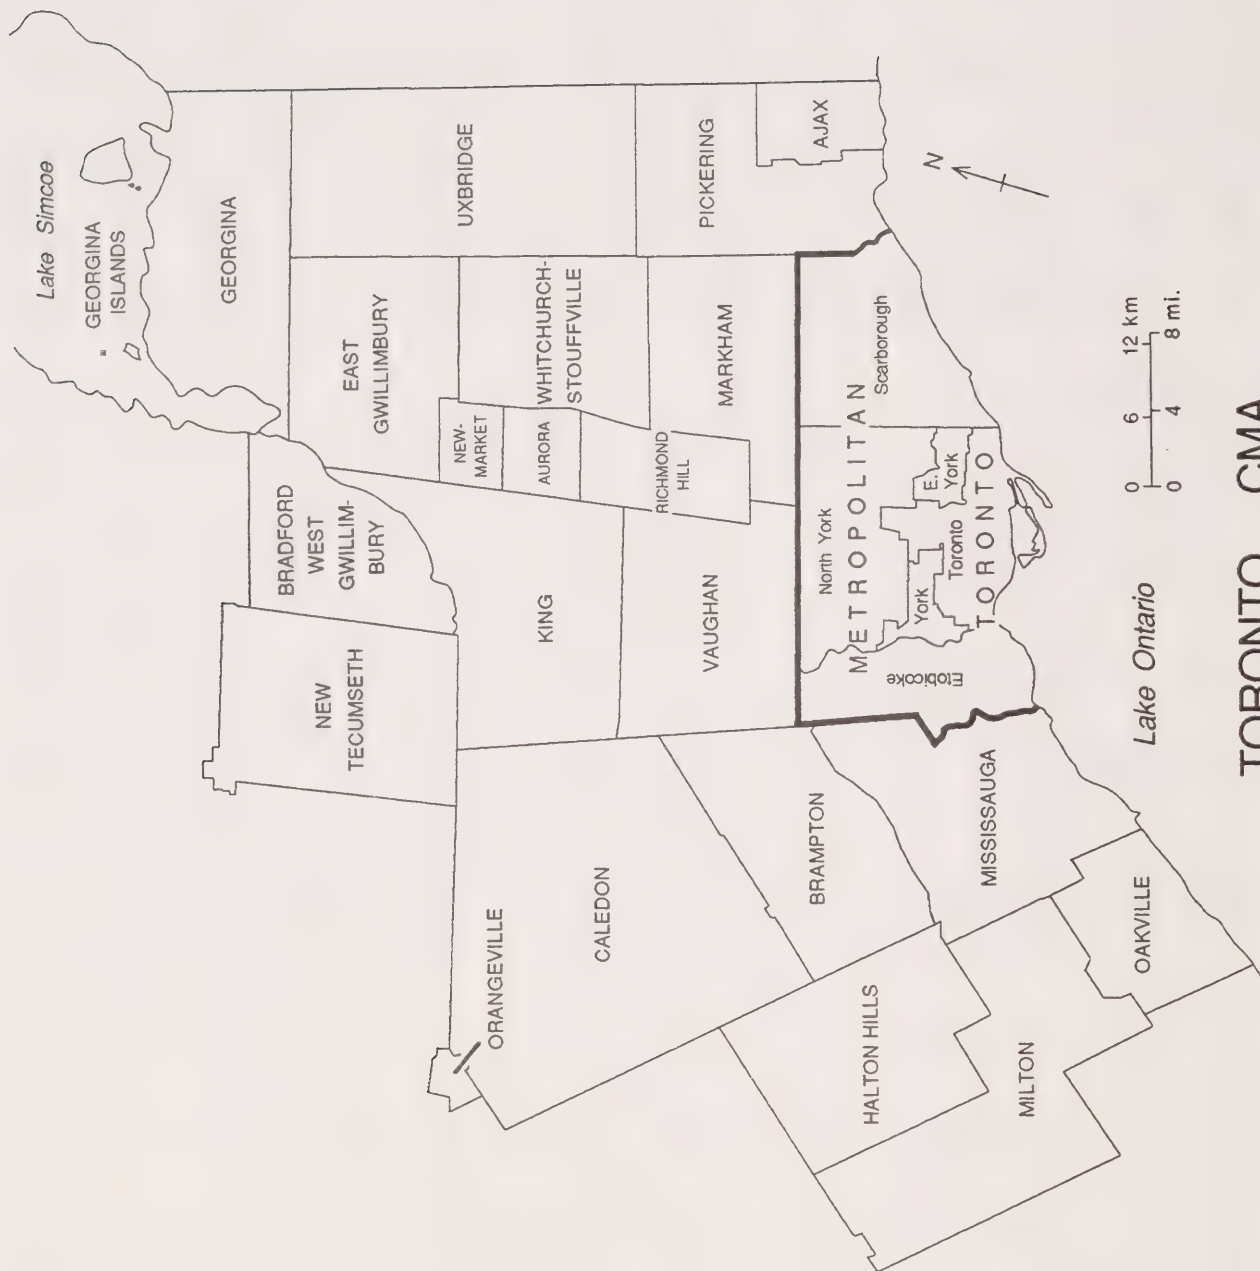 Lake Simcoe
GEORGINA
ISLANDS
GEORGINA
BRADFORD
WEST
GWILLIM-
BURY
EAST
GWILLIMBURY
UXBRIDGE
NEW
TECUMSETH
NEW-
MARKET
WHITCHURCH-
STOUFFVILLE
AURORA
KING
RICHMOND
HILL
PICKERING
AJAX
MARKHAM
VAUGHAN
ORANGEVILLE
CALEDON
BRAMPTON
North York
METROPOLITAN
Scarborough
York
E.
York
Toronto
TORONTO
Etobicoke
N
MISSISSAUGA
HALTON HILLS
MILTON
OAKVILLE
Lake Ontario
0 6 12 km
0 4 8 mi.
TORONTO CMA